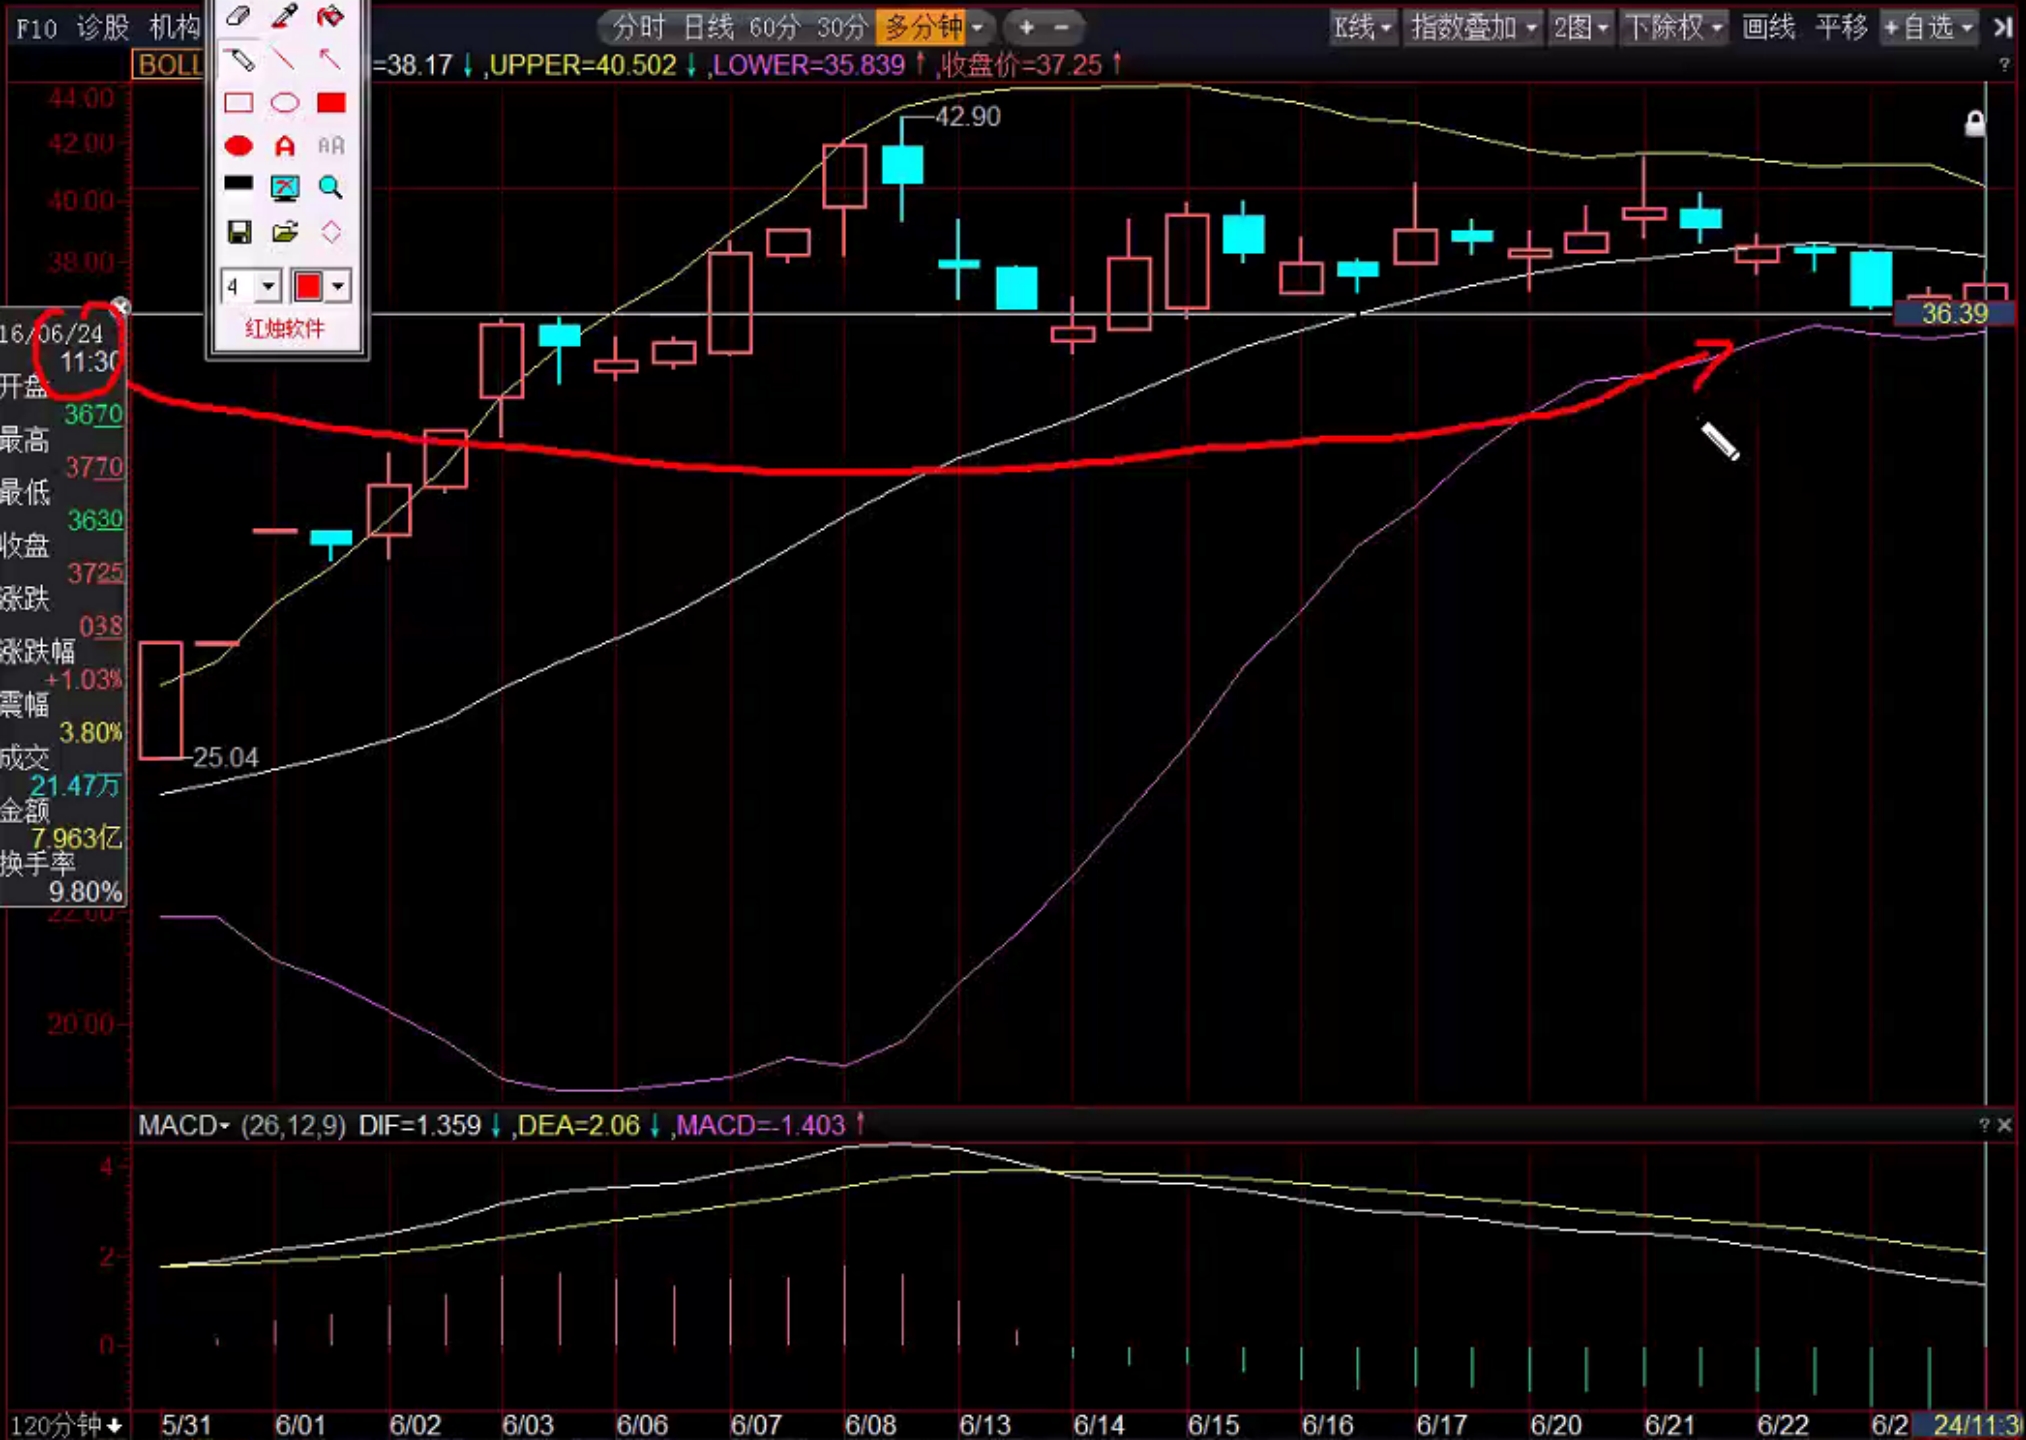 F10 诊股 机构
分时 日线 60分 30分 多分钟 + -
K线 指数叠加 2图 下除权 画线 平移 +自选
BOLL =38.17↓,UPPER=40.502↓,LOWER=35.839↑,收盘价=37.25↑ ?
44.00
42.00
40.00
38.00
42.90
A AA
4
红烛软件
16/06/24
11:30
36.39
开盘
3670
最高
3770
最低
3630
收盘
3725
涨跌
038
涨跌幅
+1.03%
震幅
3.80%
成交
21.47万
金额
7.963亿
换手率
9.80%
25.04
22.00
20.00
MACD (26,12,9) DIF=1.359↓,DEA=2.06↓,MACD=-1.403↑ ? ×
4
2
0
120分钟 5/31 6/01 6/02 6/03 6/06 6/07 6/08 6/13 6/14 6/15 6/16 6/17 6/20 6/21 6/22 6/2 24/11:3